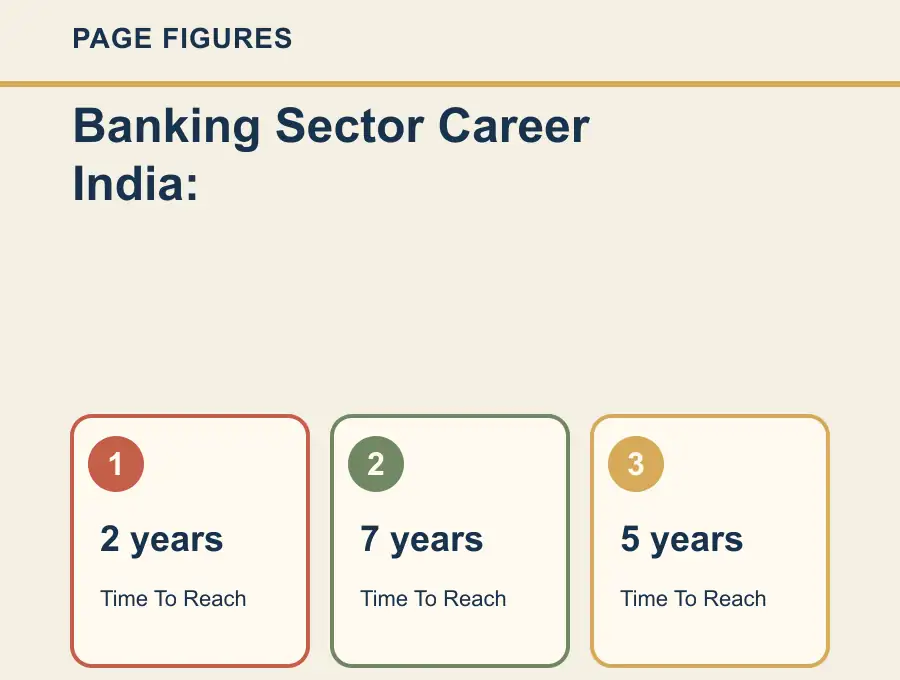 PAGE FIGURES
Banking Sector Career
India:
1
2 years
Time To Reach
2
7 years
Time To Reach
3
5 years
Time To Reach